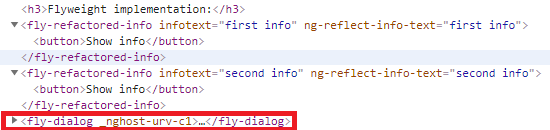 <h3>Flyweight implementation:</h3>
▼<fly-refactored-info infotext="first info" ng-reflect-info-text="first info">
<button>Show info</button>
</fly-refactored-info>
▼<fly-refactored-info infotext="second info" ng-reflect-info-text="second info">
<button>Show info</button>
</fly-refactored-info>
▶<fly-dialog _nghost-urv-c1>…</fly-dialog>